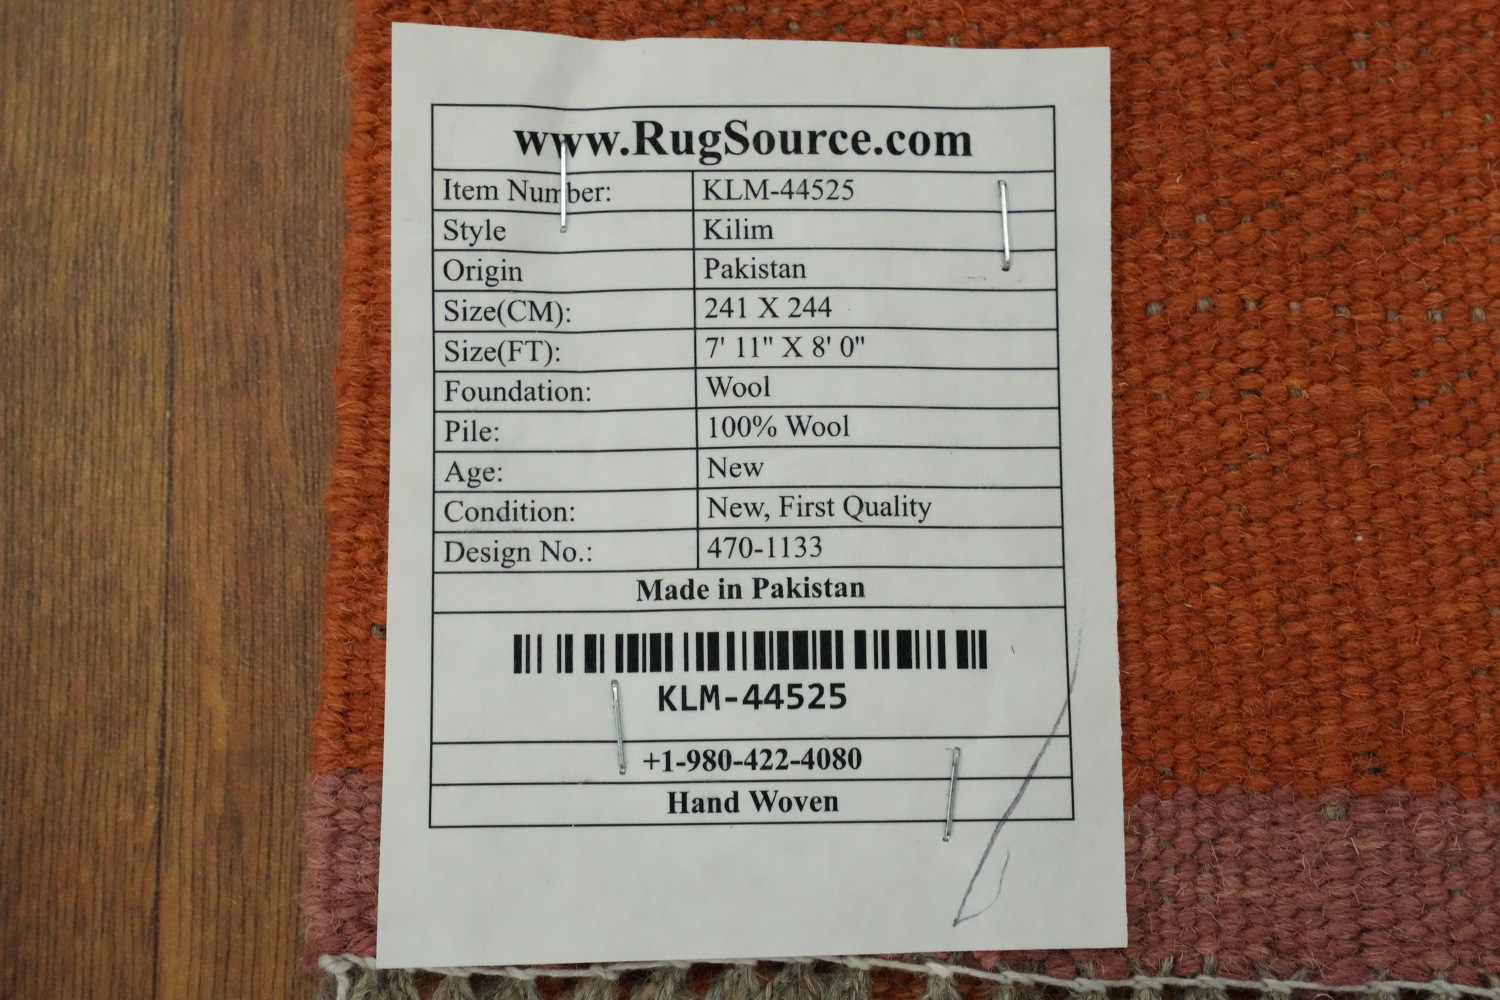 www.RugSource.com
Item Number: KLM-44525
Style Kilim
Origin Pakistan
Size(CM): 241 X 244
Size(FT): 7' 11" X 8' 0"
Foundation: Wool
Pile: 100% Wool
Age: New
Condition: New, First Quality
Design No.: 470-1133
Made in Pakistan
KLM-44525
+1-980-422-4080
Hand Woven